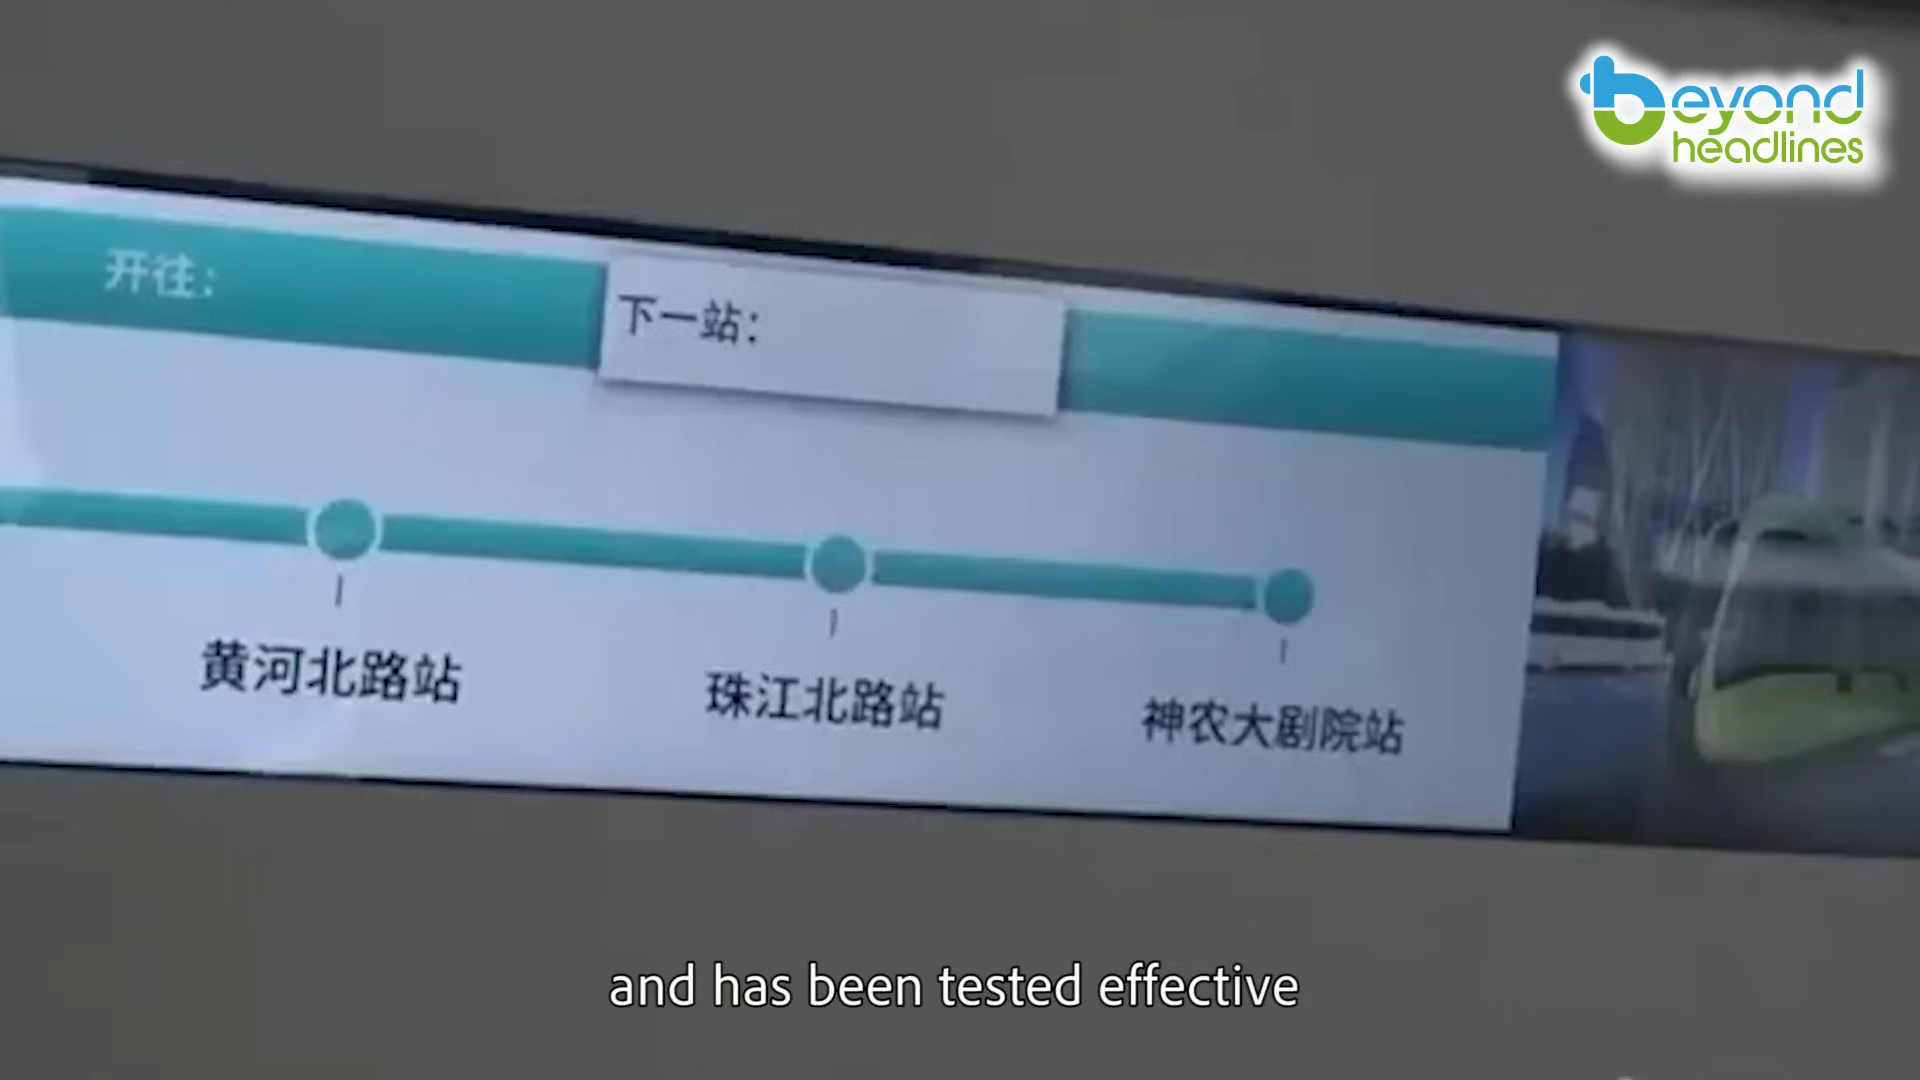 beyond
headlines
开往:
下一站:
黄河北路站
珠江北路站
神农大剧院站
and has been tested effective